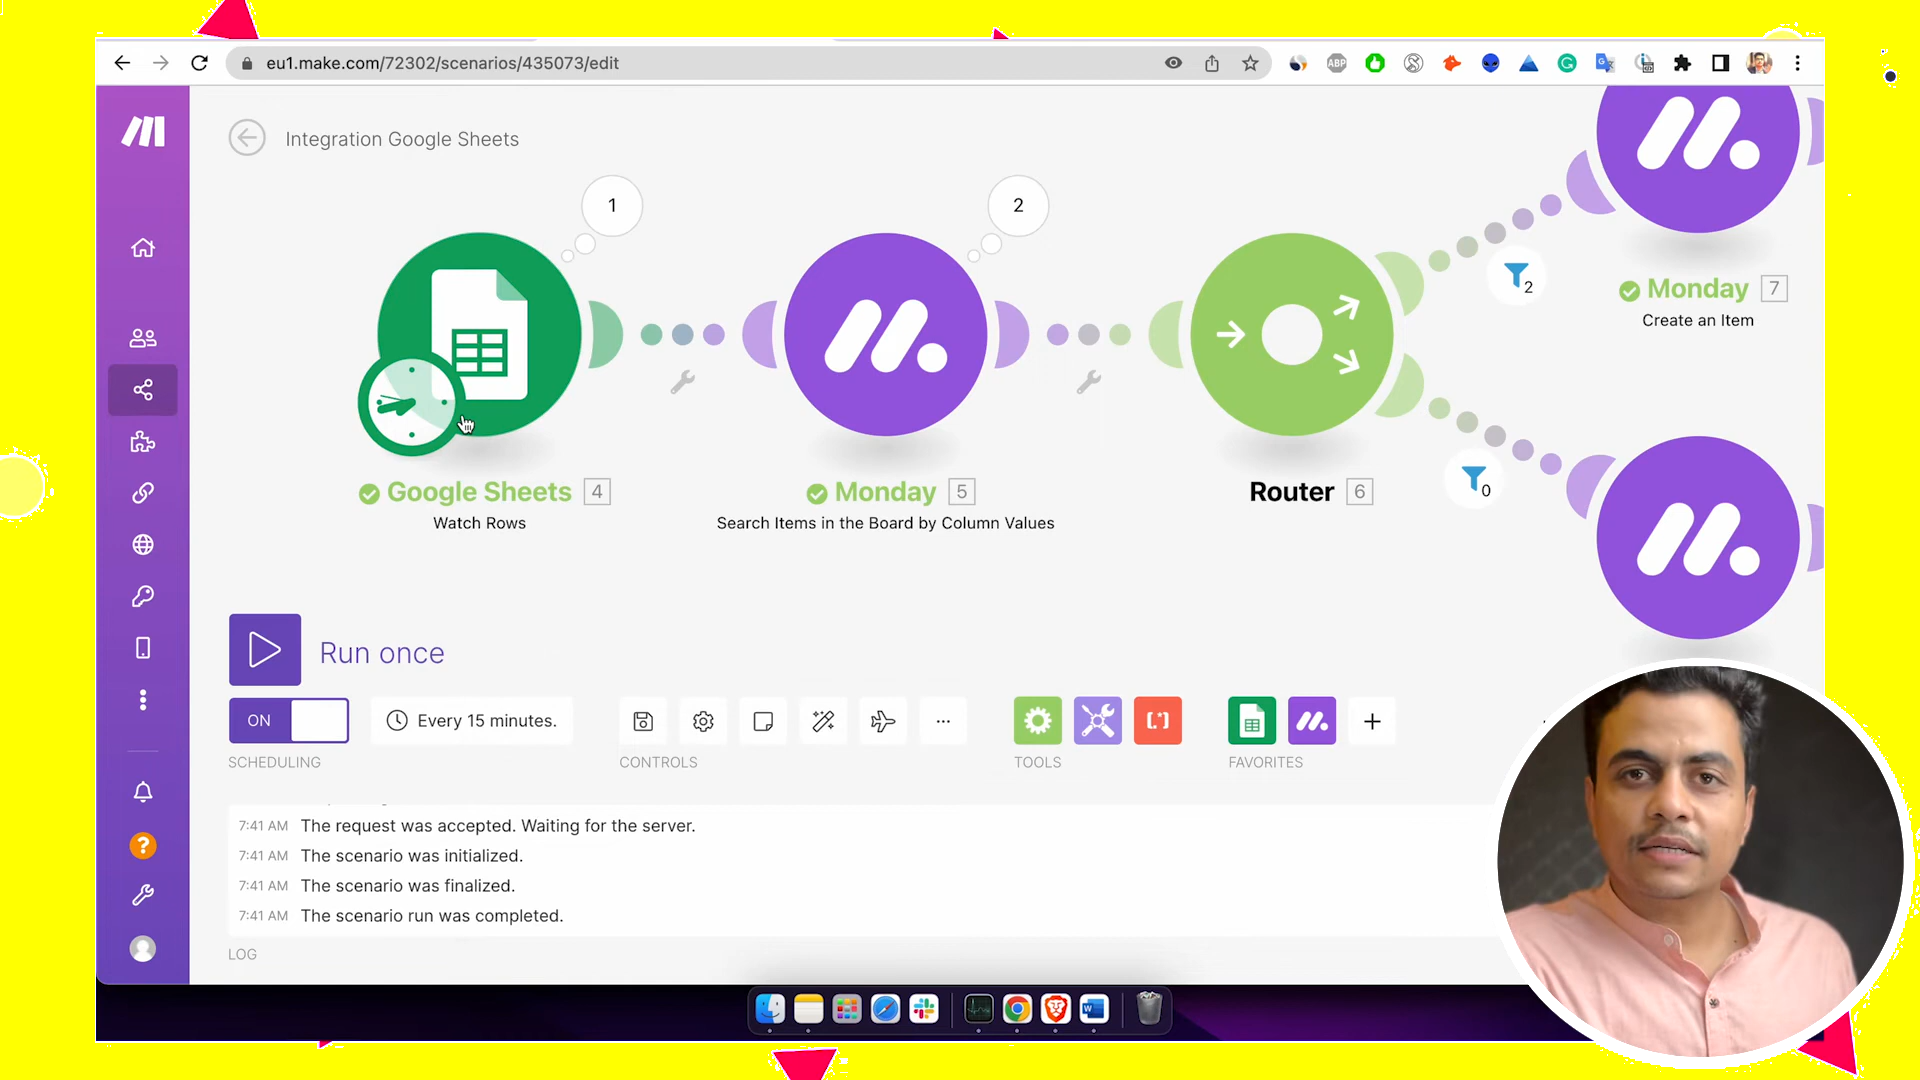 eu1.make.com/72302/scenarios/435073/edit
ABP
Integration Google Sheets
1
2
2
Monday 7
Create an Item
Google Sheets 4
Watch Rows
Monday 5
Search Items in the Board by Column Values
Router 6
0
Run once
ON
Every 15 minutes.
SCHEDULING
CONTROLS
TOOLS
FAVORITES
7:41 AM The request was accepted. Waiting for the server.
7:41 AM The scenario was initialized.
7:41 AM The scenario was finalized.
7:41 AM The scenario run was completed.
LOG